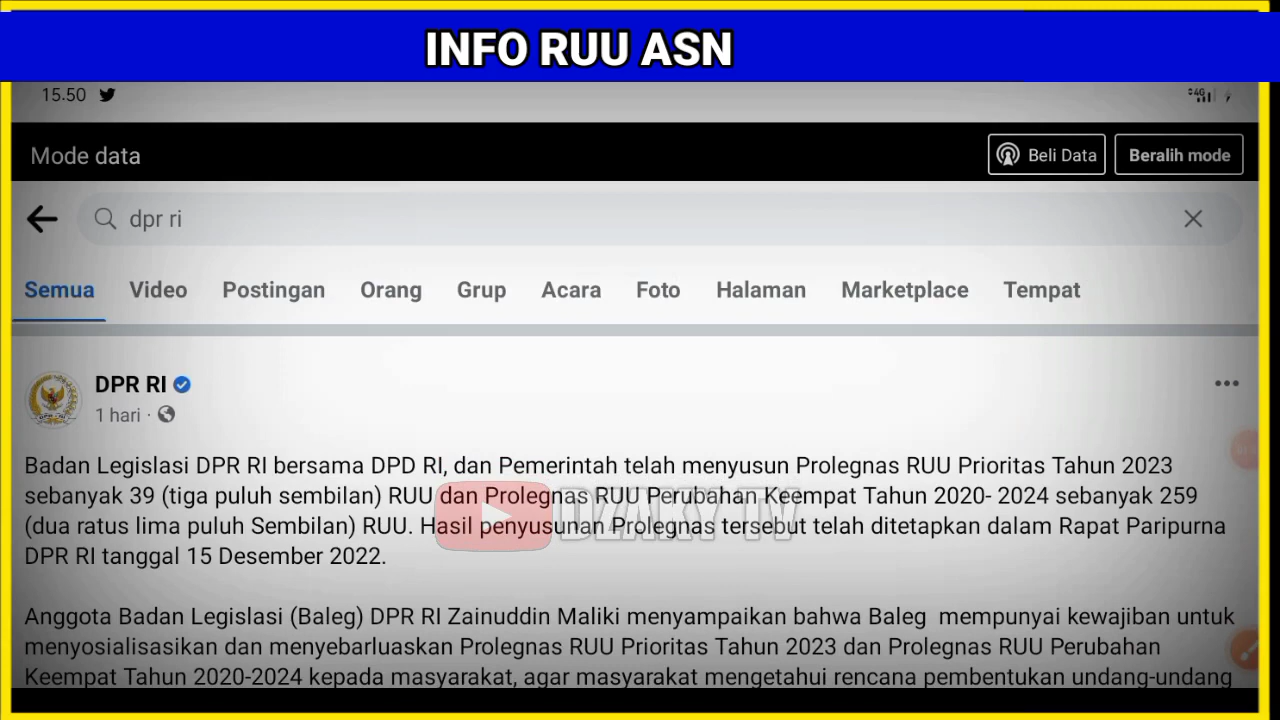 INFO RUU ASN
15.50
4G
Mode data
Beli Data
Beralih mode
dpr ri
Semua Video Postingan Orang Grup Acara Foto Halaman Marketplace Tempat
DPR RI
1 hari ·
Badan Legislasi DPR RI bersama DPD RI, dan Pemerintah telah menyusun Prolegnas RUU Prioritas Tahun 2023
sebanyak 39 (tiga puluh sembilan) RUU dan Prolegnas RUU Perubahan Keempat Tahun 2020- 2024 sebanyak 259
(dua ratus lima puluh Sembilan) RUU. Hasil penyusunan Prolegnas tersebut telah ditetapkan dalam Rapat Paripurna
DPR RI tanggal 15 Desember 2022.
DZAKY TV
Anggota Badan Legislasi (Baleg) DPR RI Zainuddin Maliki menyampaikan bahwa Baleg mempunyai kewajiban untuk
menyosialisasikan dan menyebarluaskan Prolegnas RUU Prioritas Tahun 2023 dan Prolegnas RUU Perubahan
Keempat Tahun 2020-2024 kepada masyarakat, agar masyarakat mengetahui rencana pembentukan undang-undang